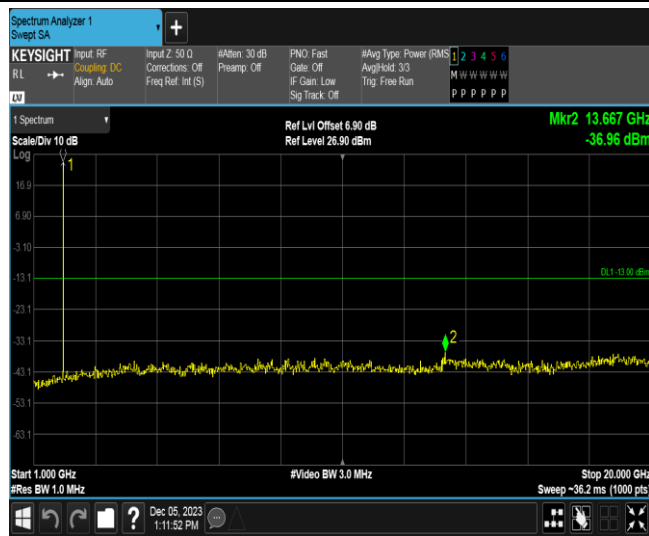 Spectrum Analyzer 1
Swept SA
KEYSIGHT
RL
Input: RF
Coupling: DC
Align: Auto
Input Z: 50 Ω
Corrections: Off
Freq Ref: Int (S)
#Atten: 30 dB
Preamp: Off
PNO: Fast
Gate: Off
IF Gain: Low
Sig Track: Off
#Avg Type: Power (RMS
Avg|Hold: 3/3
Trig: Free Run
1 2 3 4 5 6
M W W W W W
P P P P P P
LXI
1 Spectrum
Scale/Div 10 dB
Log
Ref Lvl Offset 6.90 dB
Ref Level 26.90 dBm
Mkr2 13.667 GHz
-36.96 dBm
1
16.9
6.90
-3.10
-13.1
DL1 -13.00 dBm
-23.1
-33.1
2
-43.1
-53.1
-63.1
Start 1.000 GHz
#Res BW 1.0 MHz
#Video BW 3.0 MHz
Stop 20.000 GHz
Sweep ~36.2 ms (1000 pts)
?
Dec 05, 2023
1:11:52 PM